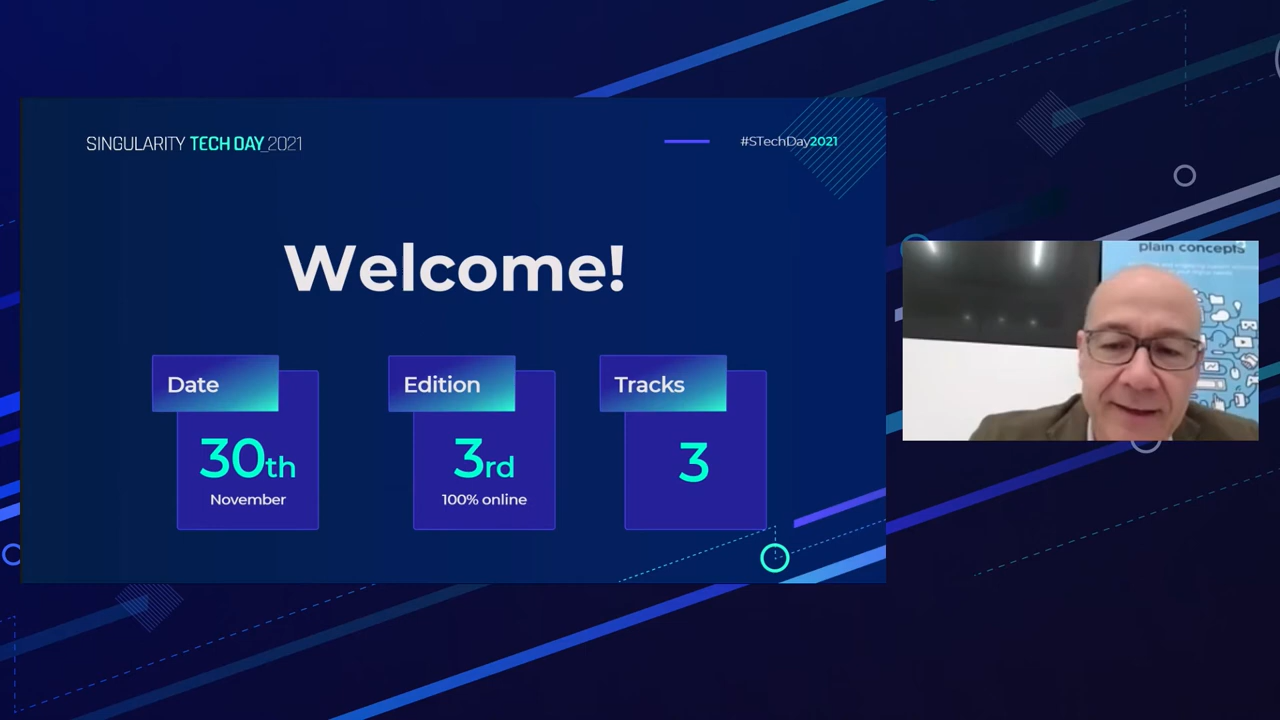 SINGULARITY TECH DAY_2021
#STechDay2021
Welcome!
Date
30th
November
Edition
3rd
100% online
Tracks
3
plain concepts